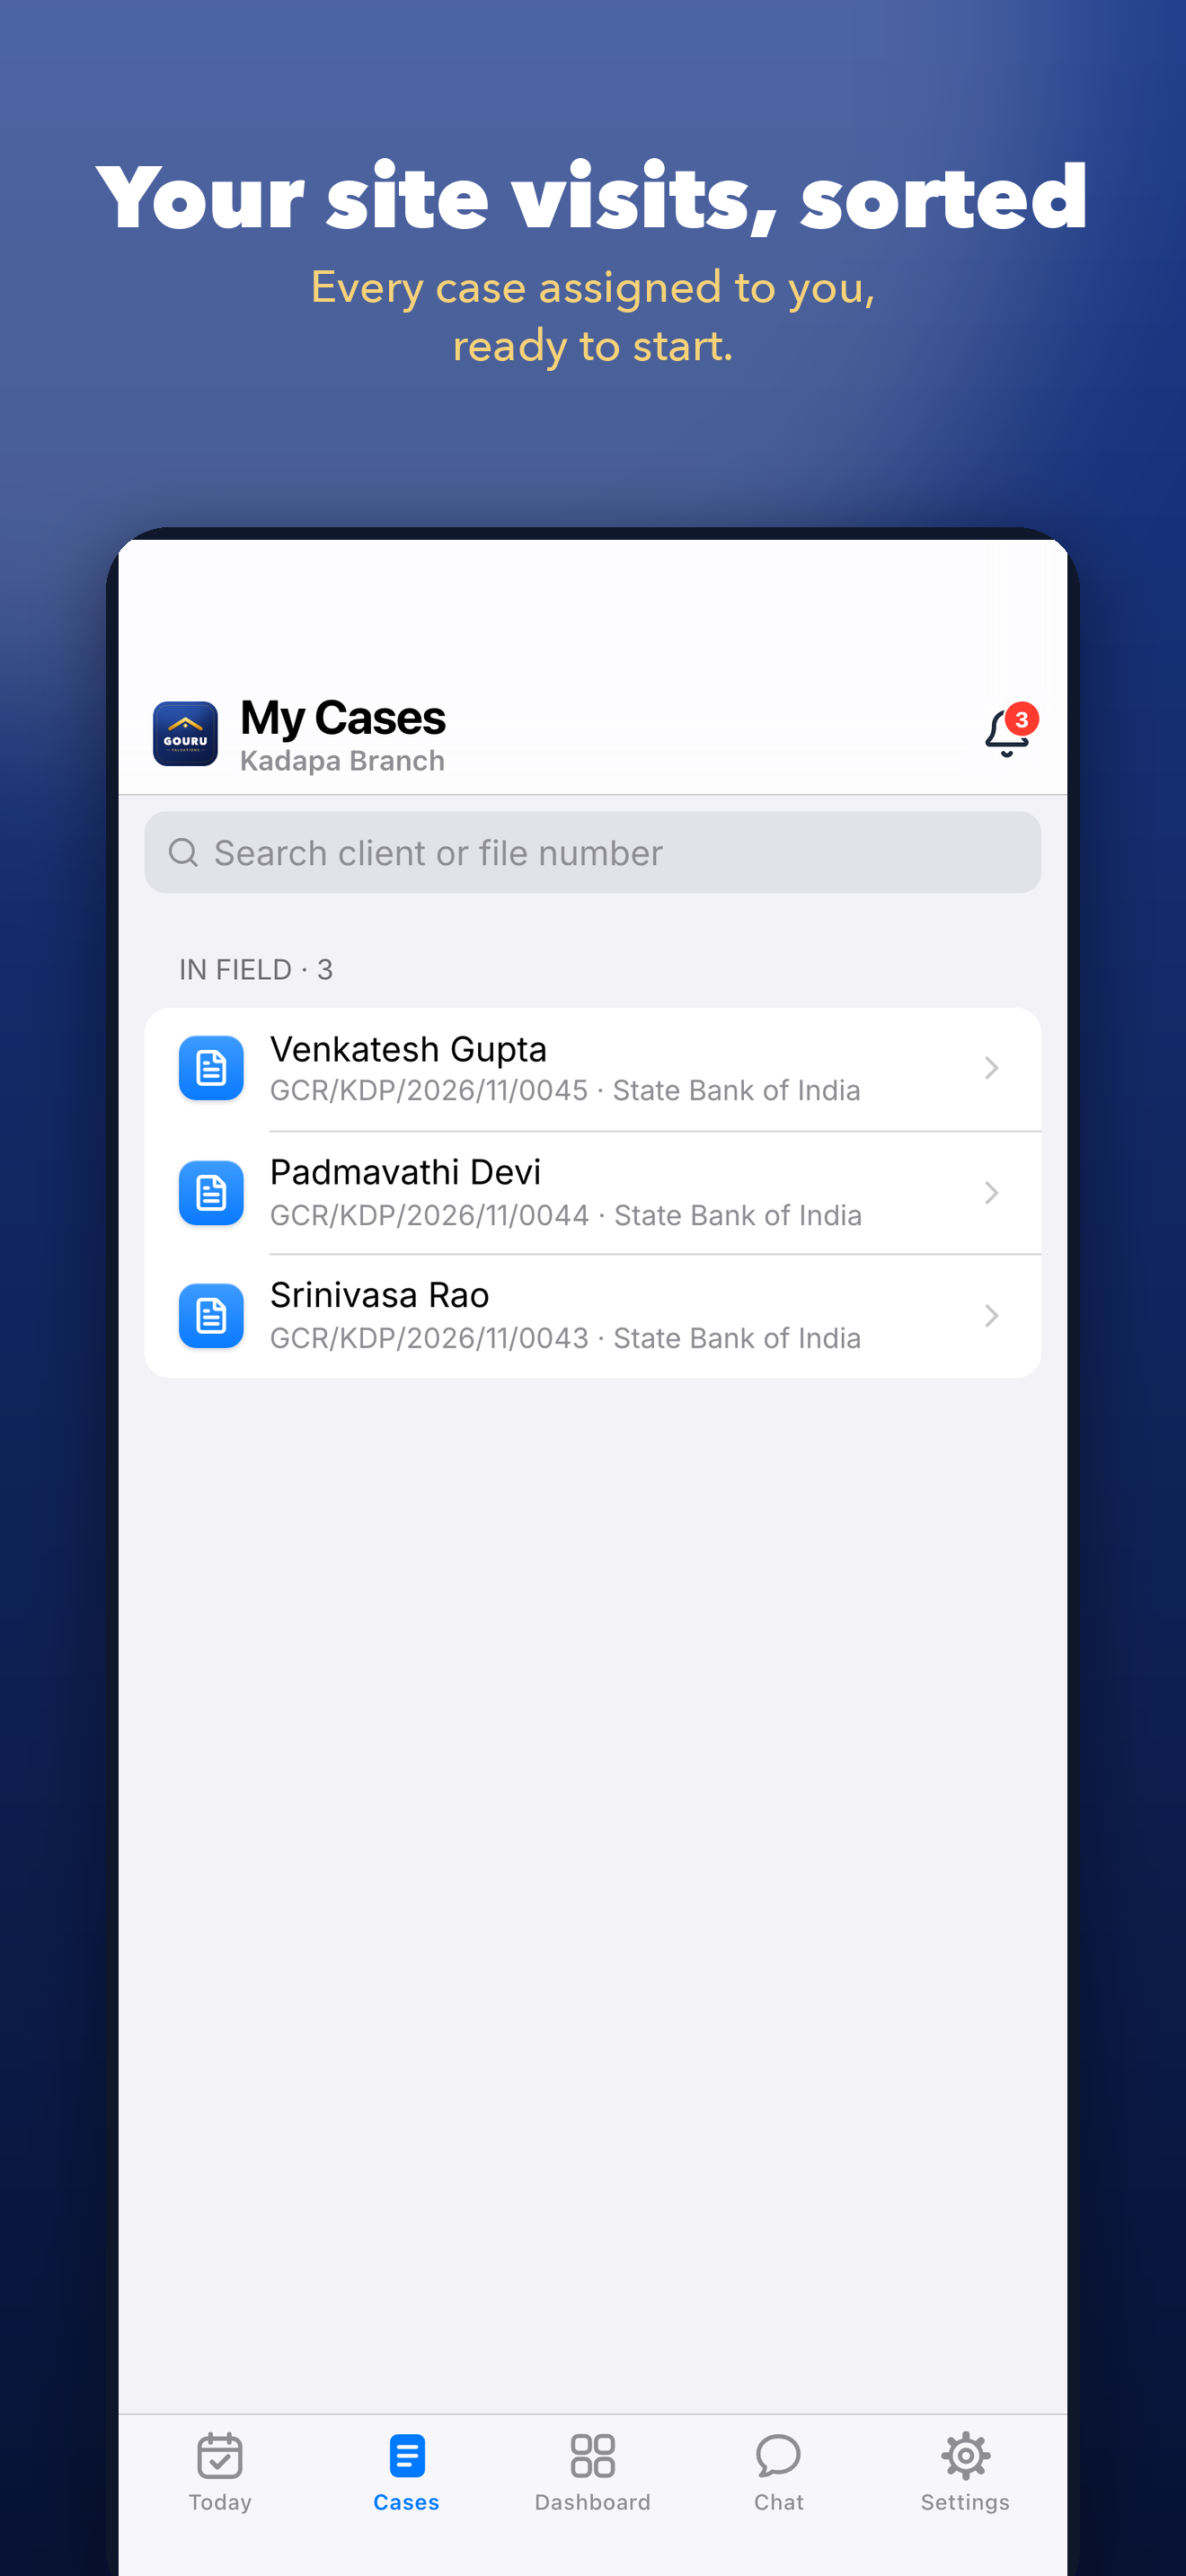 Your site visits, sorted
Every case assigned to you,
ready to start.
GOURU
VALUATIONS
My Cases
Kadapa Branch
3
Search client or file number
IN FIELD · 3
Venkatesh Gupta
GCR/KDP/2026/11/0045 · State Bank of India
Padmavathi Devi
GCR/KDP/2026/11/0044 · State Bank of India
Srinivasa Rao
GCR/KDP/2026/11/0043 · State Bank of India
Today
Cases
Dashboard
Chat
Settings